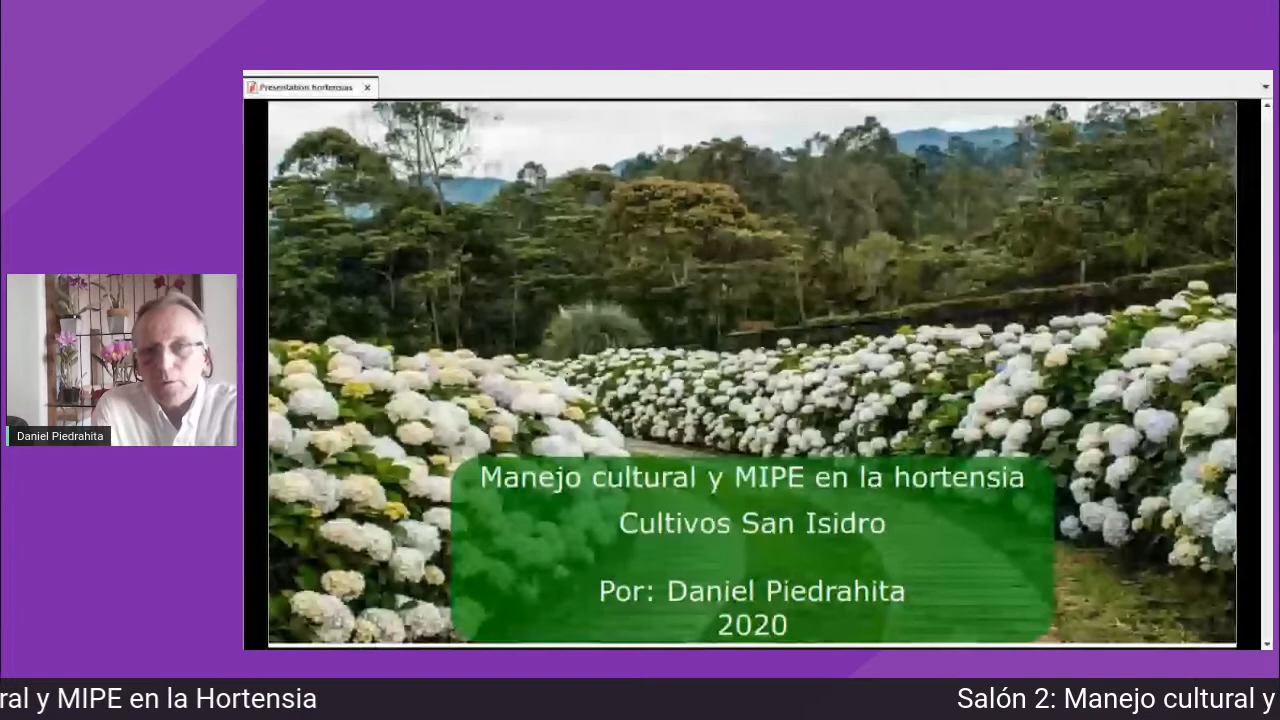 Presentation hortensias
Manejo cultural y MIPE en la hortensia
Cultivos San Isidro
Por: Daniel Piedrahita
2020
Daniel Piedrahita
ral y MIPE en la Hortensia
Salón 2: Manejo cultural y